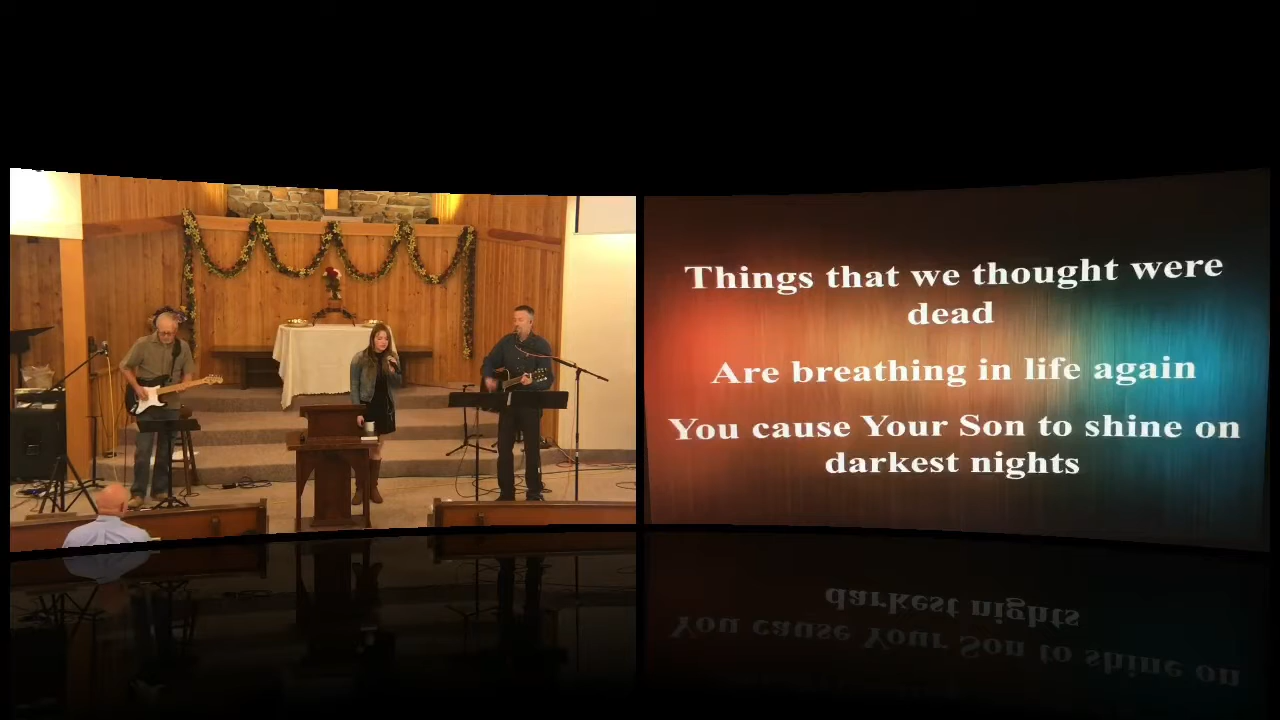 Things that we thought were
dead
Are breathing in life again
You cause Your Son to shine on
darkest nights